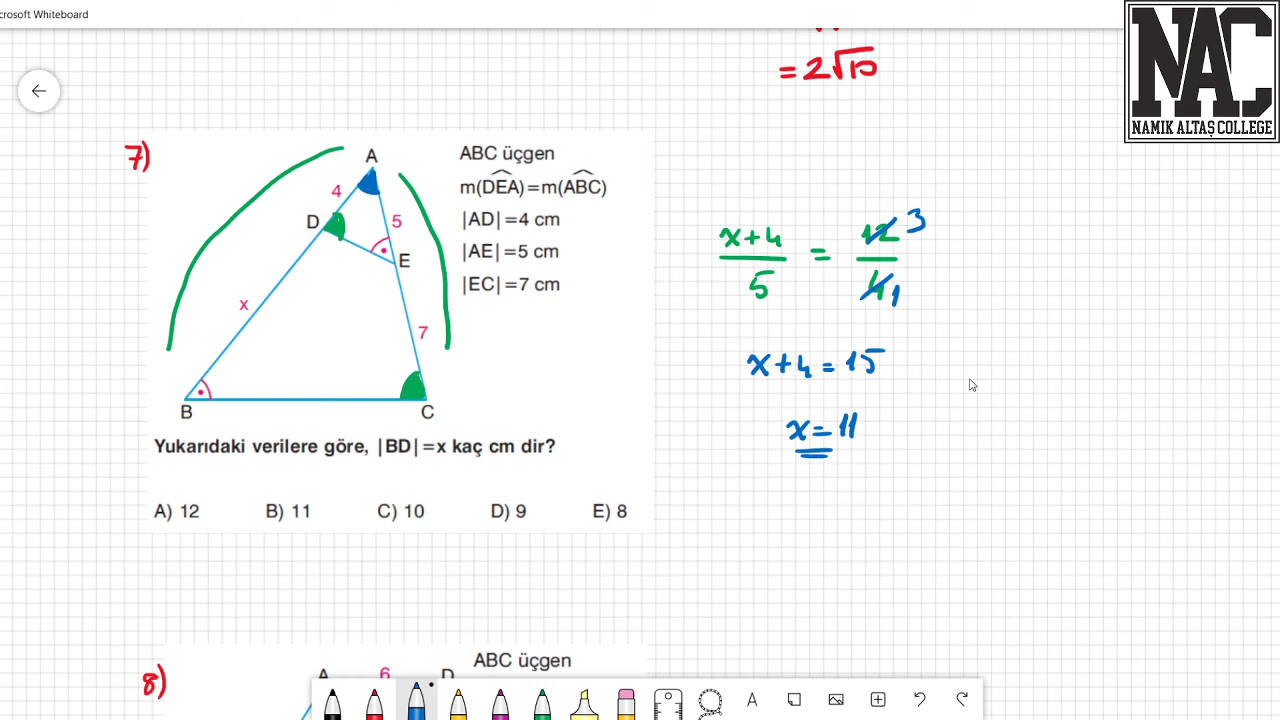 crosoft Whiteboard
NAC
NAMIK ALTAŞ COLLEGE
= 2√10
7)
ABC üçgen
m(DEA)=m(ABC)
|AD|=4 cm
|AE|=5 cm
|EC|=7 cm
A
4
D
5
E
x
7
B
C
x+4 / 5 = 12 / 4
3
1
x+4=15
x=11
Yukarıdaki verilere göre, |BD|=x kaç cm dir?
A) 12 B) 11 C) 10 D) 9 E) 8
8)
A 6 D
ABC üçgen
A